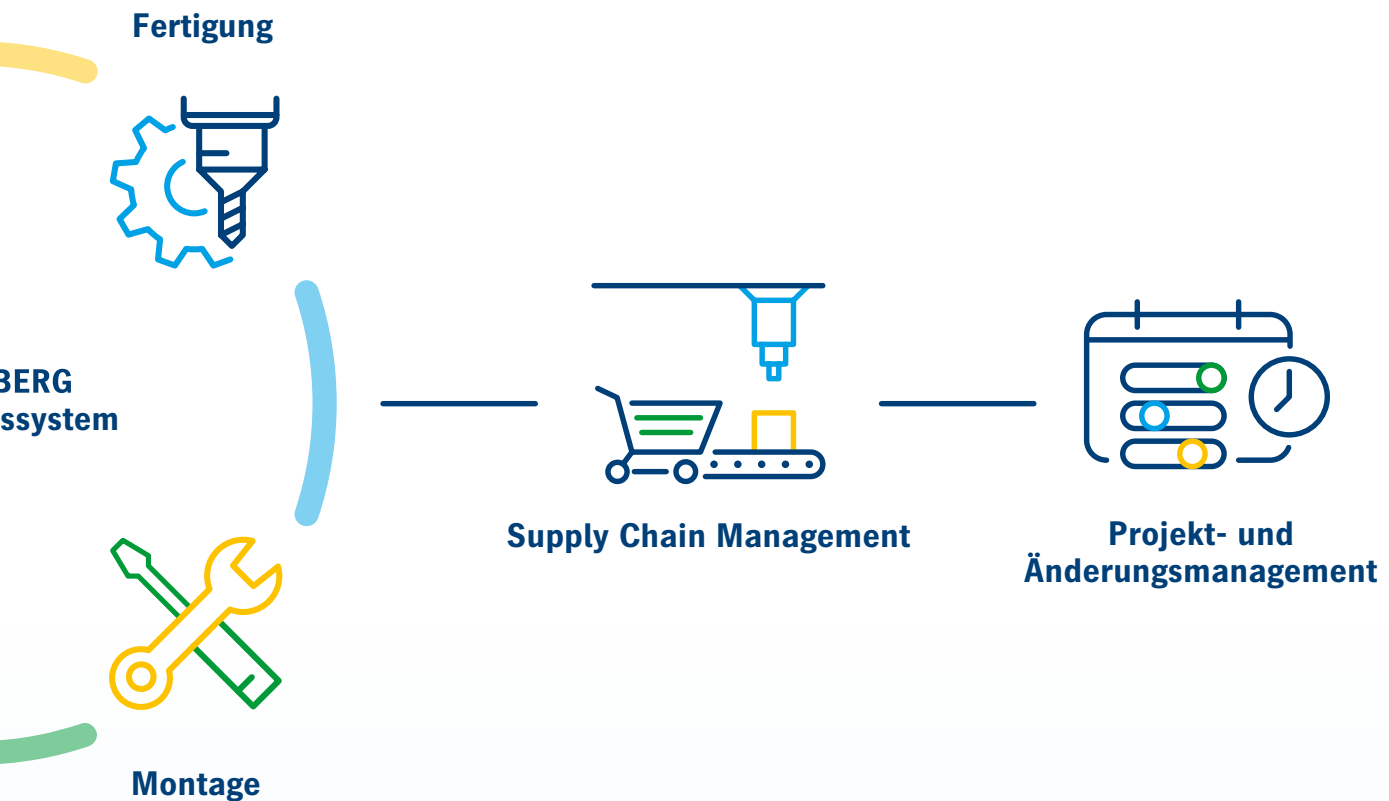 Fertigung
BERG
ssystem
Supply Chain Management
Projekt- und
Änderungsmanagement
Montage